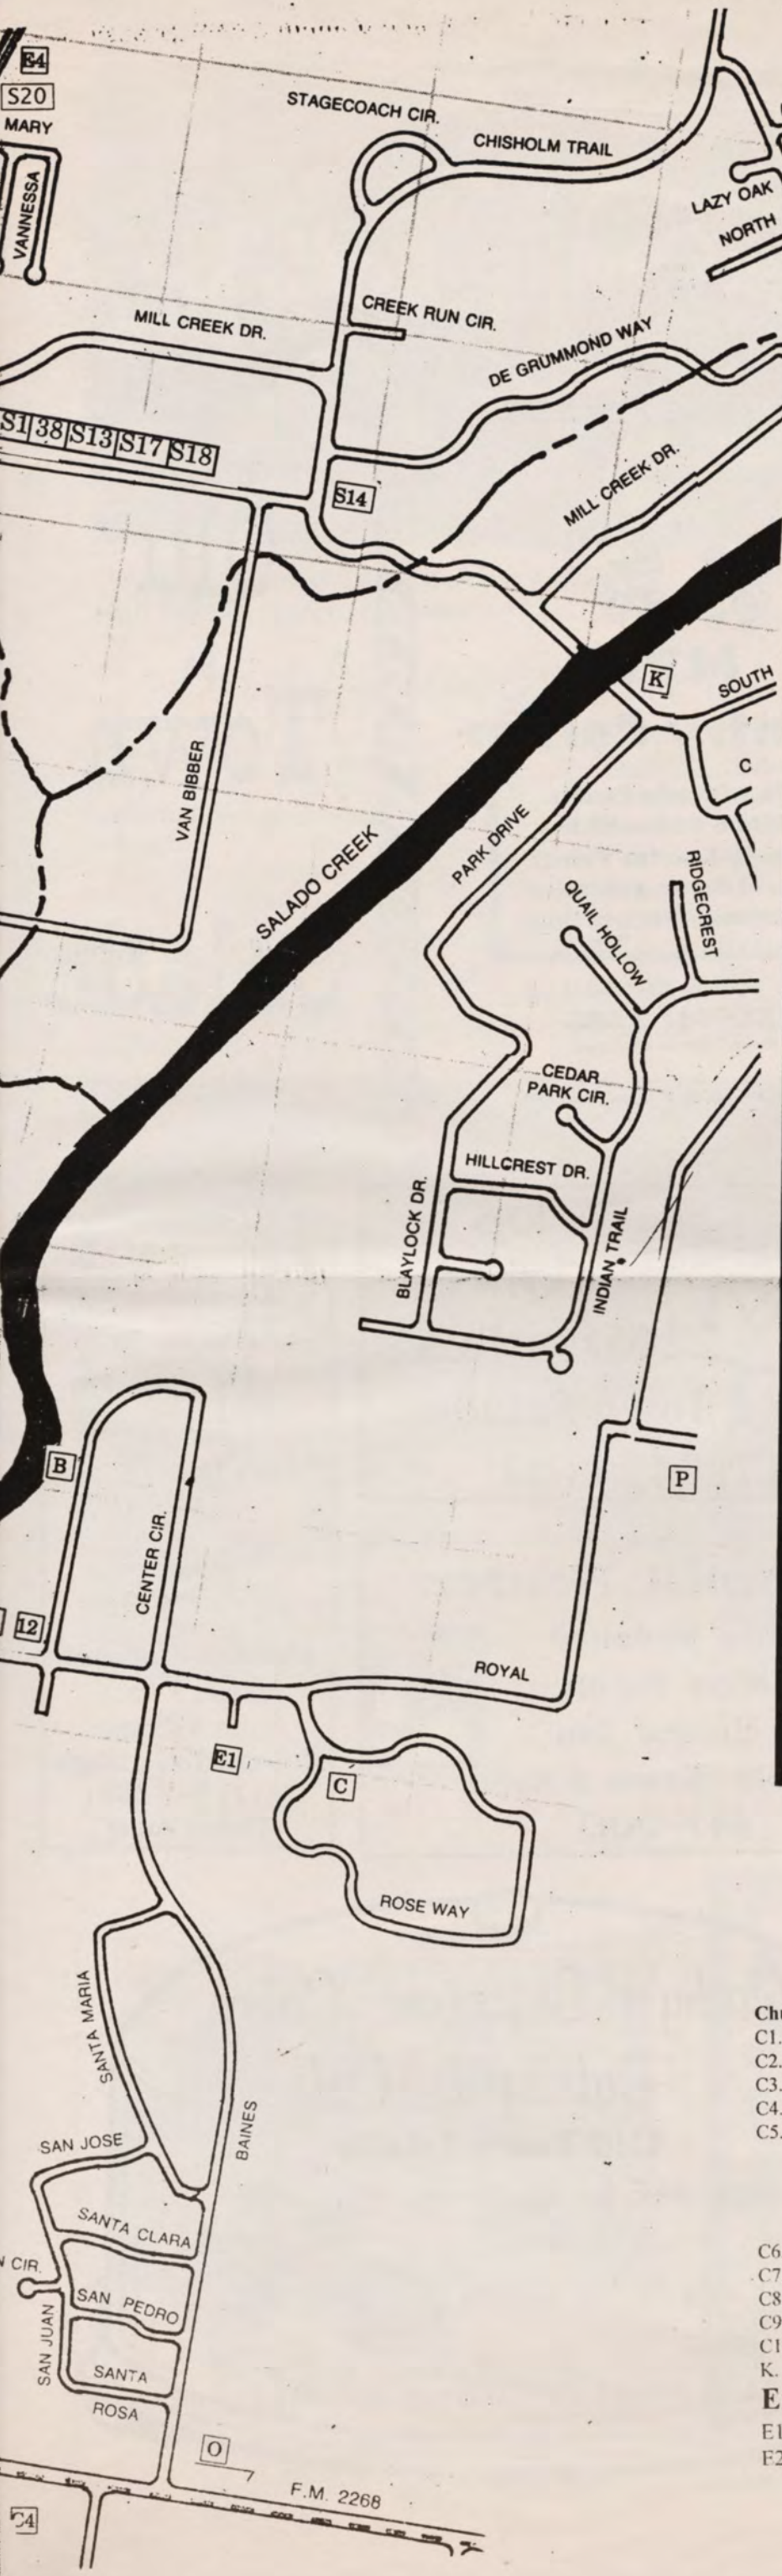 E4
S20
MARY
VANNESSA
STAGECOACH CIR.
CHISHOLM TRAIL
LAZY OAK
NORTH
CREEK RUN CIR.
MILL CREEK DR.
DE GRUMMOND WAY
S1 38 S13 S17 S18
S14
MILL CREEK DR.
K
SOUTH
C
VAN BIBBER
SALADO CREEK
PARK DRIVE
RIDGECREST
QUAIL HOLLOW
CEDAR
PARK CIR.
HILLCREST DR.
BLAYLOCK DR.
INDIAN TRAIL
B
P
CENTER CIR.
12
ROYAL
E1
C
ROSE WAY
SANTA MARIA
BAINES
SAN JOSE
SANTA CLARA
N CIR.
SAN PEDRO
SAN JUAN
SANTA
ROSA
O
F.M. 2268
C4
Chu
C1.
C2.
C3.
C4.
C5.
C6
C7
C8
C9
C1
K.
E
E1
E2